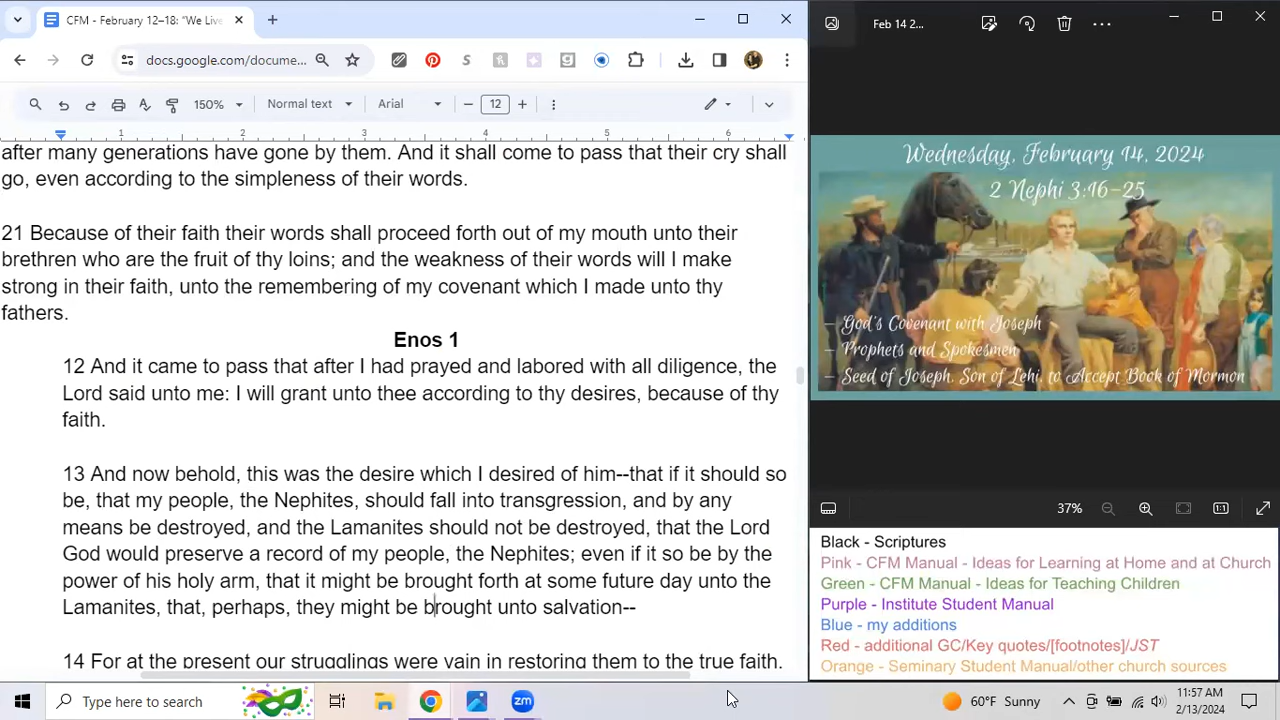 CFM - February 12–18: “We Live
docs.google.com/docume...
150%
Normal text
Arial
12
1
2
3
4
5
6
after many generations have gone by them. And it shall come to pass that their cry shall
go, even according to the simpleness of their words.
21 Because of their faith their words shall proceed forth out of my mouth unto their
brethren who are the fruit of thy loins; and the weakness of their words will I make
strong in their faith, unto the remembering of my covenant which I made unto thy
fathers.
Enos 1
12 And it came to pass that after I had prayed and labored with all diligence, the
Lord said unto me: I will grant unto thee according to thy desires, because of thy
faith.
13 And now behold, this was the desire which I desired of him--that if it should so
be, that my people, the Nephites, should fall into transgression, and by any
means be destroyed, and the Lamanites should not be destroyed, that the Lord
God would preserve a record of my people, the Nephites; even if it so be by the
power of his holy arm, that it might be brought forth at some future day unto the
Lamanites, that, perhaps, they might be brought unto salvation--
14 For at the present our strugglings were vain in restoring them to the true faith.
Feb 14 2...
Wednesday, February 14, 2024
2 Nephi 3:16-25
- God's Covenant with Joseph
- Prophets and Spokesmen
- Seed of Joseph, Son of Lehi, to Accept Book of Mormon
37%
1:1
Black - Scriptures
Pink - CFM Manual - Ideas for Learning at Home and at Church
Green - CFM Manual - Ideas for Teaching Children
Purple - Institute Student Manual
Blue - my additions
Red - additional GC/Key quotes/[footnotes]/JST
Orange - Seminary Student Manual/other church sources
Type here to search
zm
60°F Sunny
11:57 AM
2/13/2024